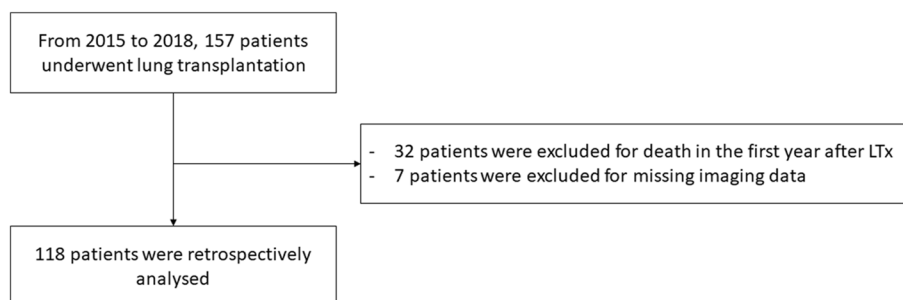 From 2015 to 2018, 157 patients
underwent lung transplantation
- 32 patients were excluded for death in the first year after LTx
- 7 patients were excluded for missing imaging data
118 patients were retrospectively
analysed